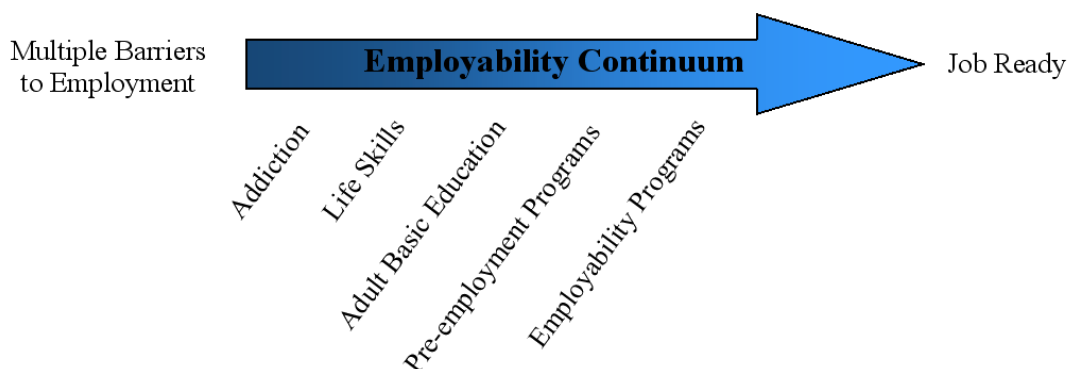 Multiple Barriers
to Employment
Employability Continuum
Job Ready
Addiction
Life Skills
Adult Basic Education
Pre-employment Programs
Employability Programs